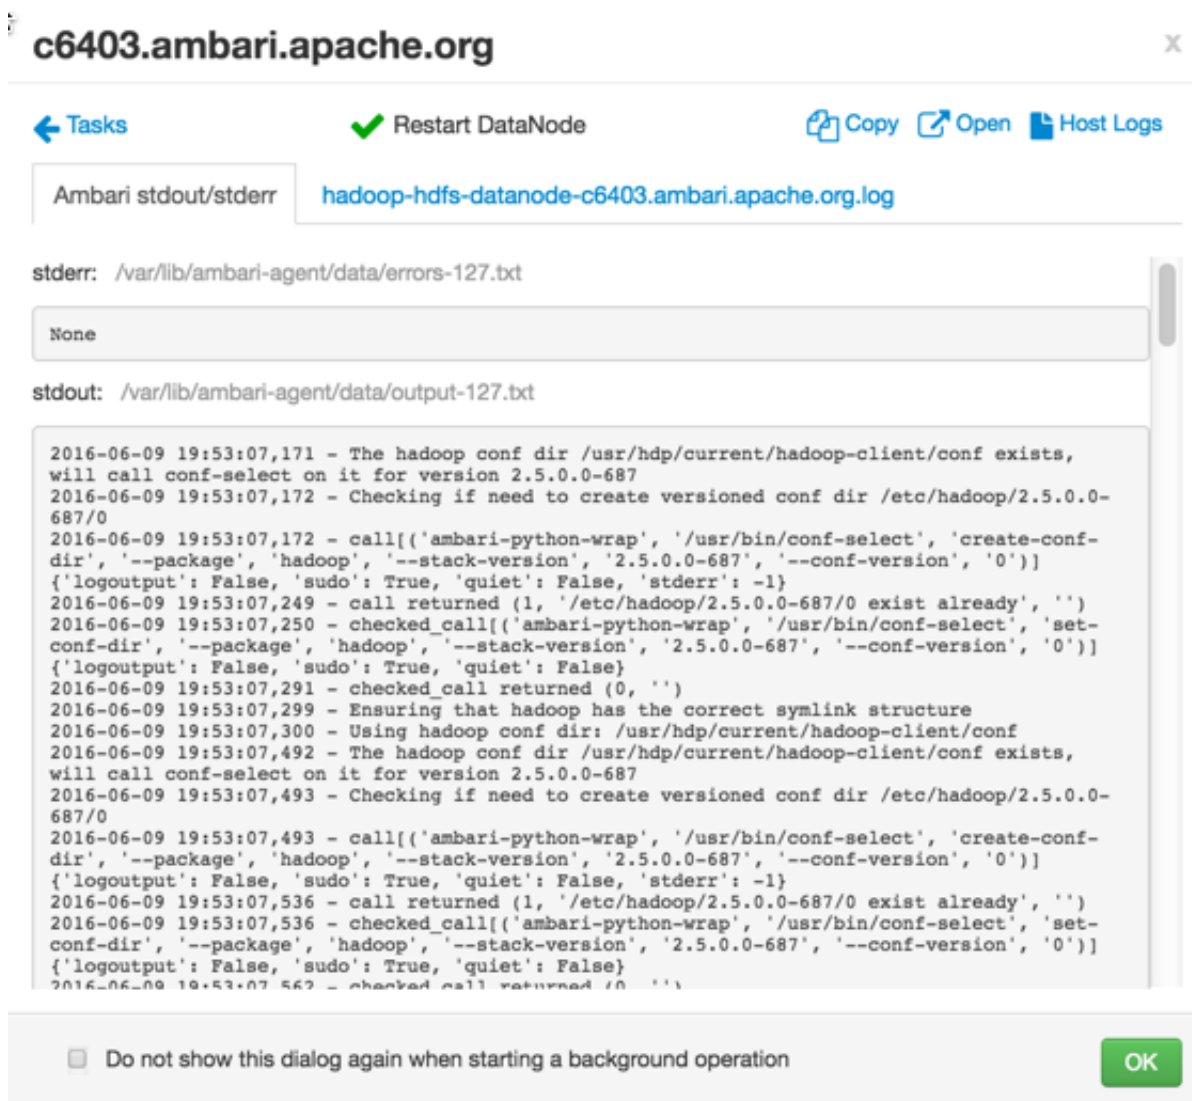 c6403.ambari.apache.org
x
Tasks
Restart DataNode
Copy
Open
Host Logs
Ambari stdout/stderr
hadoop-hdfs-datanode-c6403.ambari.apache.org.log
stderr: /var/lib/ambari-agent/data/errors-127.txt
None
stdout: /var/lib/ambari-agent/data/output-127.txt
2016-06-09 19:53:07,171 - The hadoop conf dir /usr/hdp/current/hadoop-client/conf exists,
will call conf-select on it for version 2.5.0.0-687
2016-06-09 19:53:07,172 - Checking if need to create versioned conf dir /etc/hadoop/2.5.0.0-
687/0
2016-06-09 19:53:07,172 - call[('ambari-python-wrap', '/usr/bin/conf-select', 'create-conf-
dir', '--package', 'hadoop', '--stack-version', '2.5.0.0-687', '--conf-version', '0')]
{'logoutput': False, 'sudo': True, 'quiet': False, 'stderr': -1}
2016-06-09 19:53:07,249 - call returned (1, '/etc/hadoop/2.5.0.0-687/0 exist already', '')
2016-06-09 19:53:07,250 - checked_call[('ambari-python-wrap', '/usr/bin/conf-select', 'set-
conf-dir', '--package', 'hadoop', '--stack-version', '2.5.0.0-687', '--conf-version', '0')]
{'logoutput': False, 'sudo': True, 'quiet': False}
2016-06-09 19:53:07,291 - checked_call returned (0, '')
2016-06-09 19:53:07,299 - Ensuring that hadoop has the correct symlink structure
2016-06-09 19:53:07,300 - Using hadoop conf dir: /usr/hdp/current/hadoop-client/conf
2016-06-09 19:53:07,492 - The hadoop conf dir /usr/hdp/current/hadoop-client/conf exists,
will call conf-select on it for version 2.5.0.0-687
2016-06-09 19:53:07,493 - Checking if need to create versioned conf dir /etc/hadoop/2.5.0.0-
687/0
2016-06-09 19:53:07,493 - call[('ambari-python-wrap', '/usr/bin/conf-select', 'create-conf-
dir', '--package', 'hadoop', '--stack-version', '2.5.0.0-687', '--conf-version', '0')]
{'logoutput': False, 'sudo': True, 'quiet': False, 'stderr': -1}
2016-06-09 19:53:07,536 - call returned (1, '/etc/hadoop/2.5.0.0-687/0 exist already', '')
2016-06-09 19:53:07,536 - checked_call[('ambari-python-wrap', '/usr/bin/conf-select', 'set-
conf-dir', '--package', 'hadoop', '--stack-version', '2.5.0.0-687', '--conf-version', '0')]
{'logoutput': False, 'sudo': True, 'quiet': False}
2016-06-09 19:53:07,562 - checked_call returned (0, '')
Do not show this dialog again when starting a background operation
OK